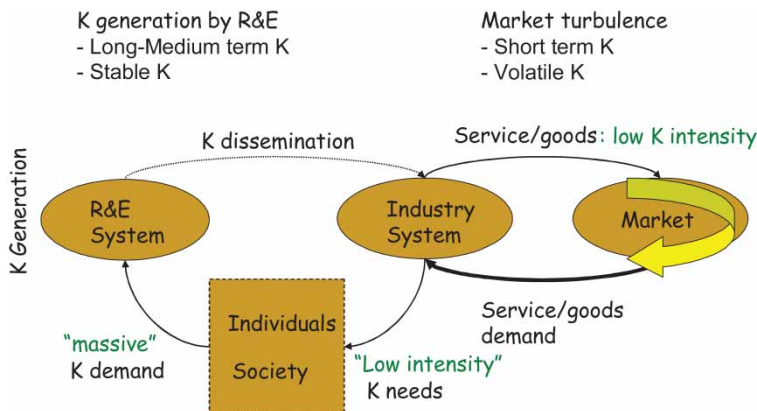 K generation by R&E
- Long-Medium term K
- Stable K
Market turbulence
- Short term K
- Volatile K
K dissemination
Service/goods: low K intensity
K Generation
R&E
System
Industry
System
Market
Individuals
Society
"massive"
K demand
"Low intensity"
K needs
Service/goods
demand